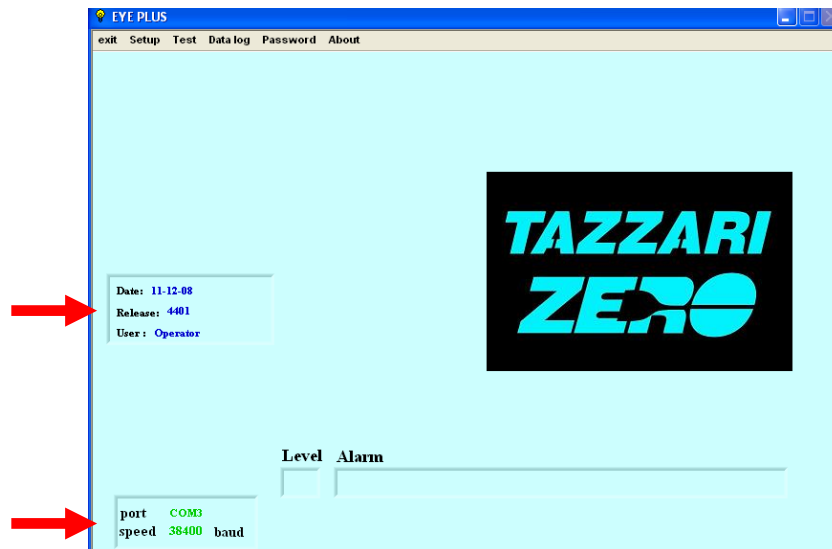 EYE PLUS
exit Setup Test Data log Password About
TAZZARI
ZERO
Date: 11-12-08
Release: 4401
User : Operator
Level Alarm
port COM3
speed 38400 baud